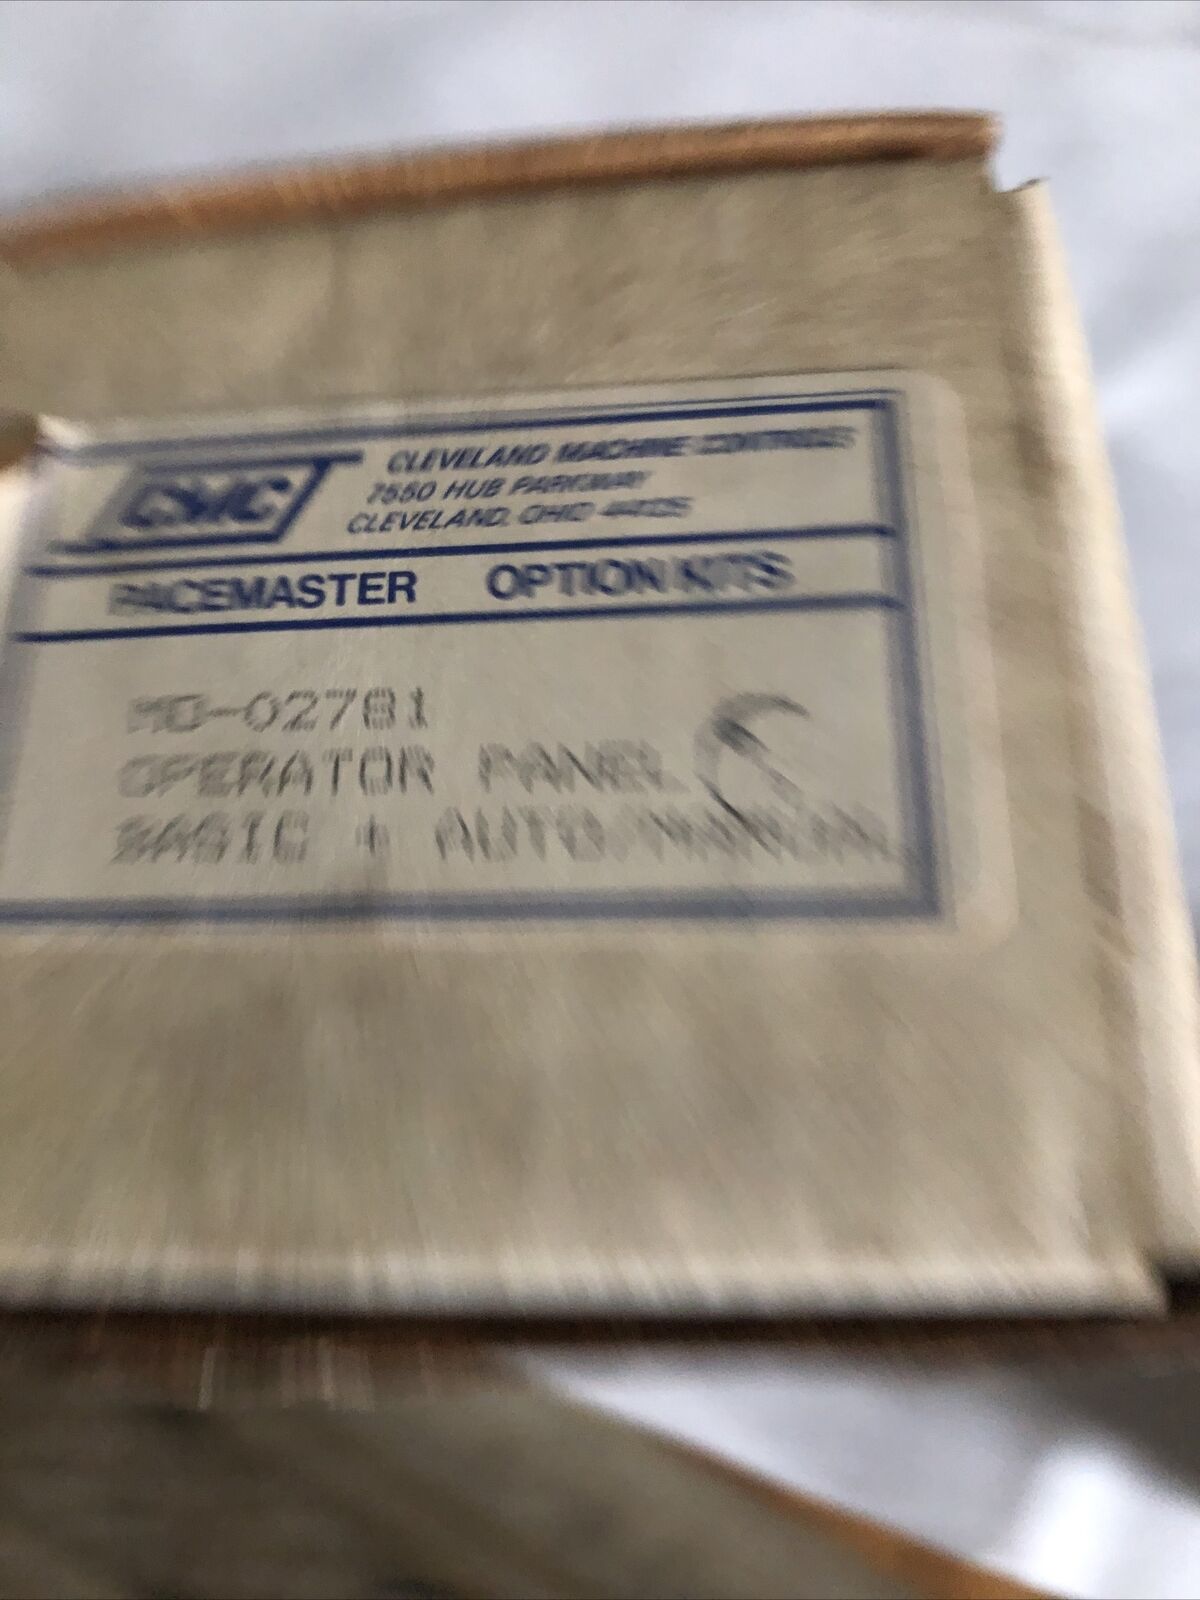 CMC
CLEVELAND MACHINE CONTROLS
7550 HUB PARKWAY
CLEVELAND, OHIO 44125
PACEMASTER OPTION KITS
MD-02781
OPERATOR PANEL
BASIC + AUTO/MANUAL